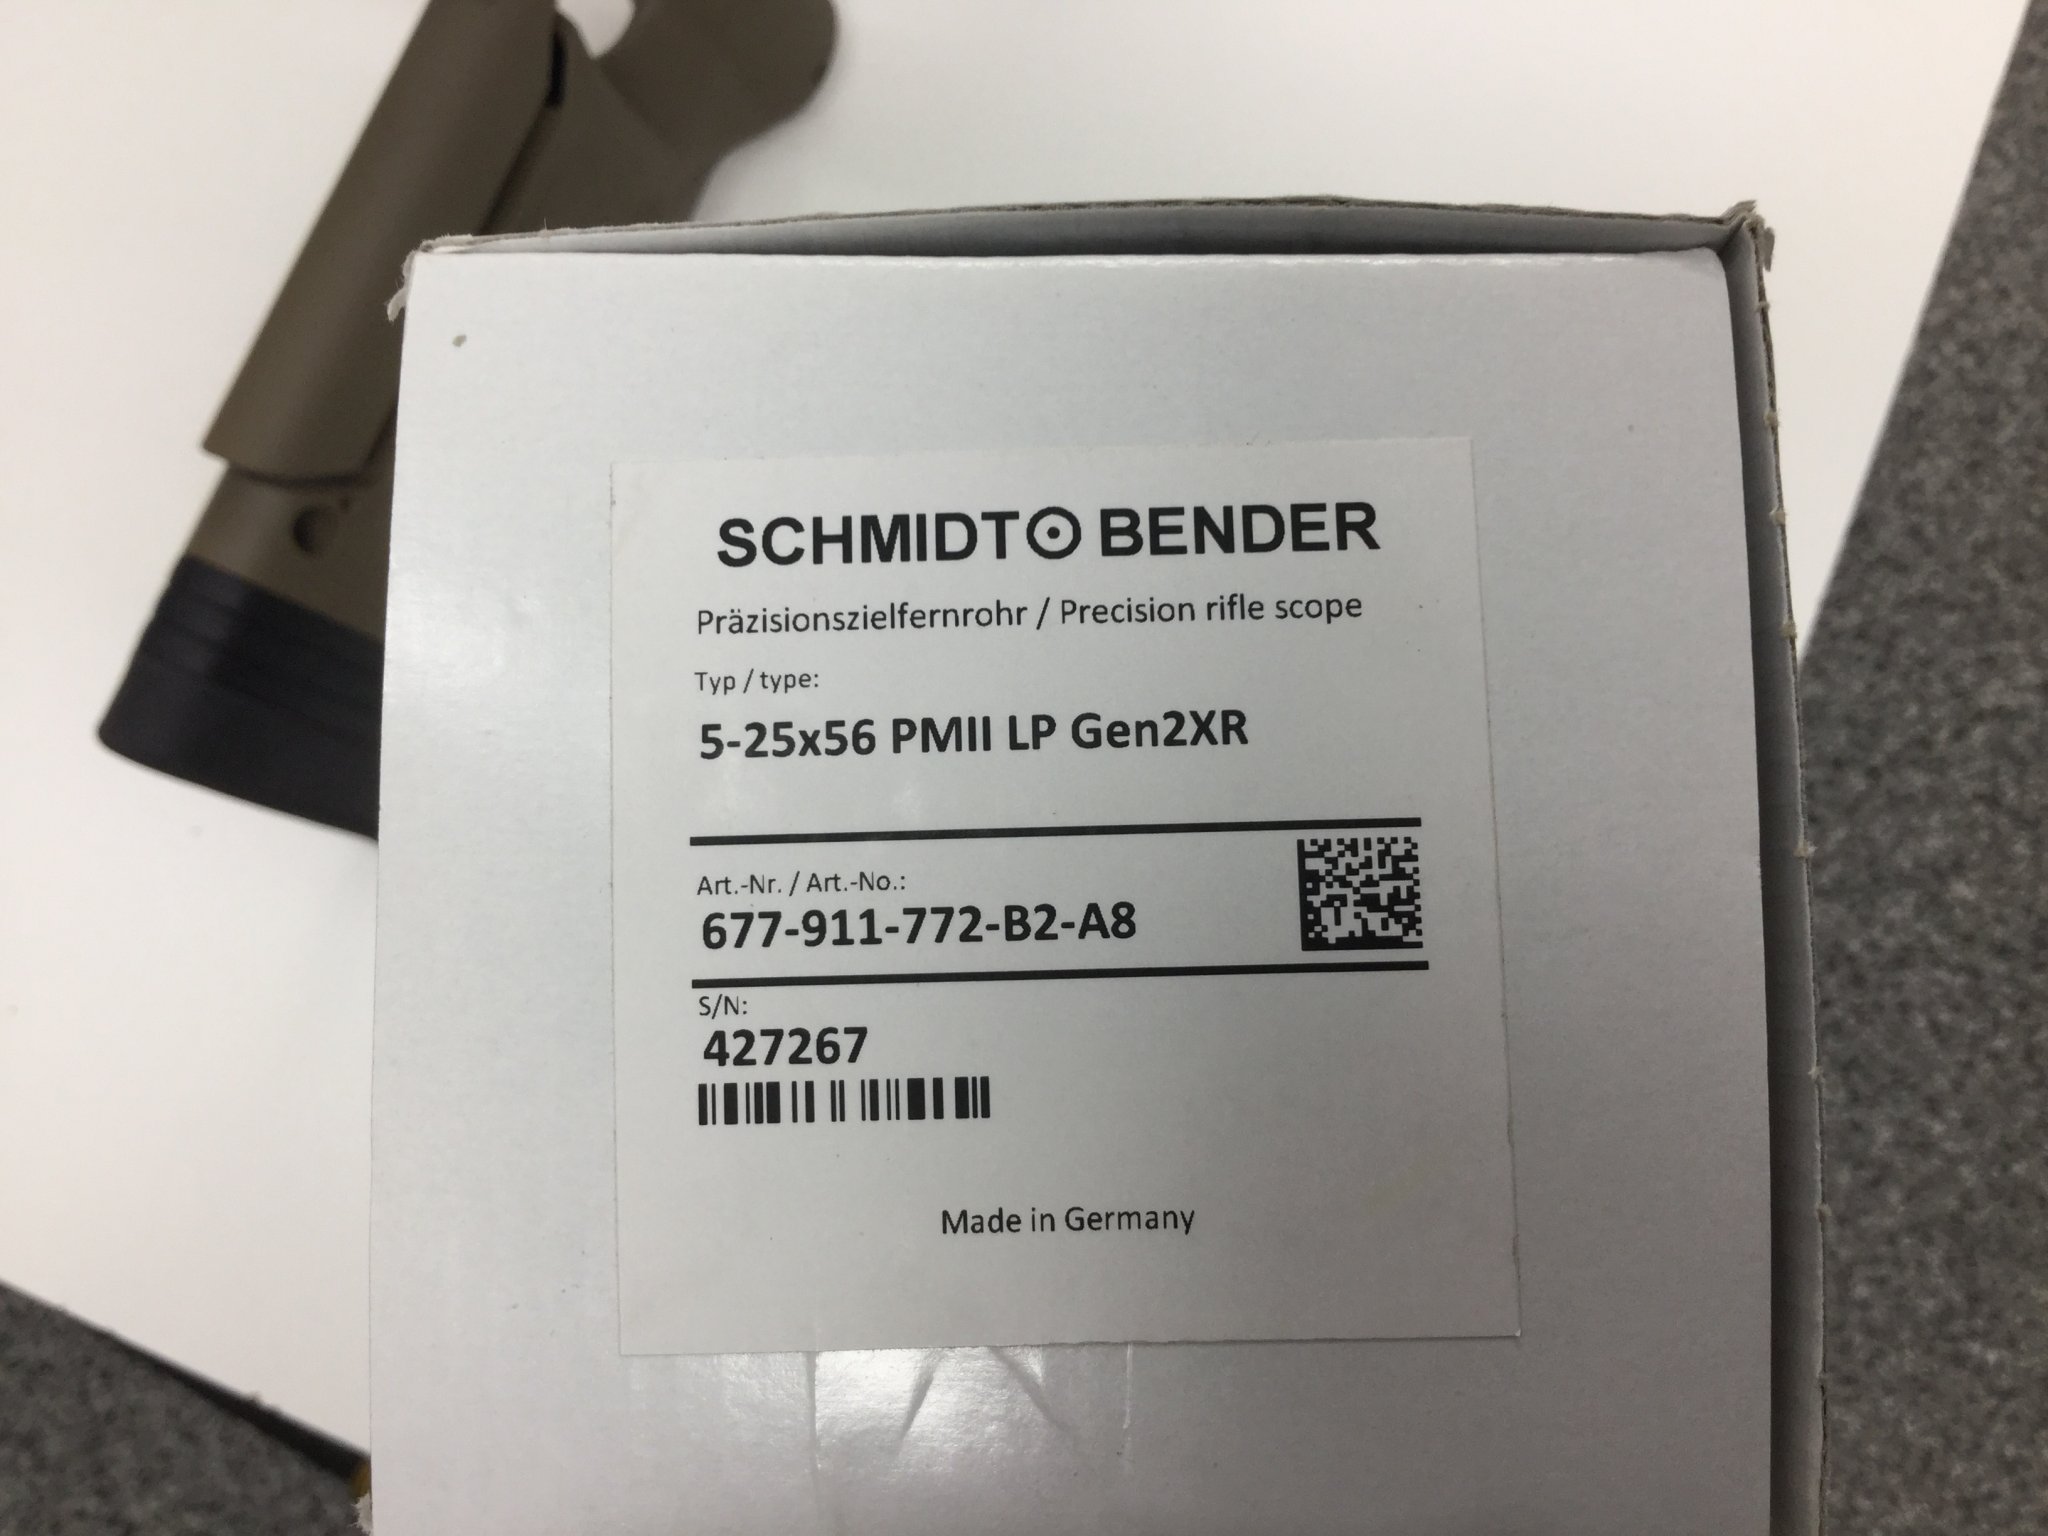 SCHMIDT BENDER
Präzisionszielfernrohr / Precision rifle scope
Typ / type:
5-25x56 PMII LP Gen2XR
Art.-Nr. / Art.-No.:
677-911-772-B2-A8
S/N:
427267
Made in Germany